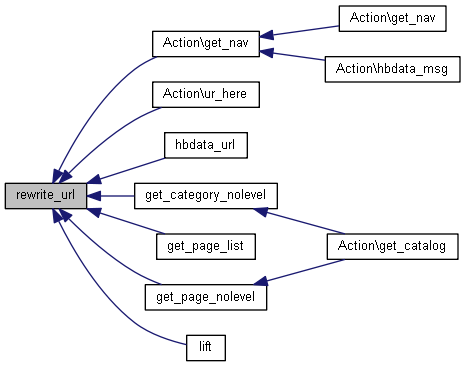 Action\get_nav
Action\get_nav
Action\hbdata_msg
Action\ur_here
hbdata_url
rewrite_url
get_category_nolevel
get_page_list
Action\get_catalog
get_page_nolevel
lift